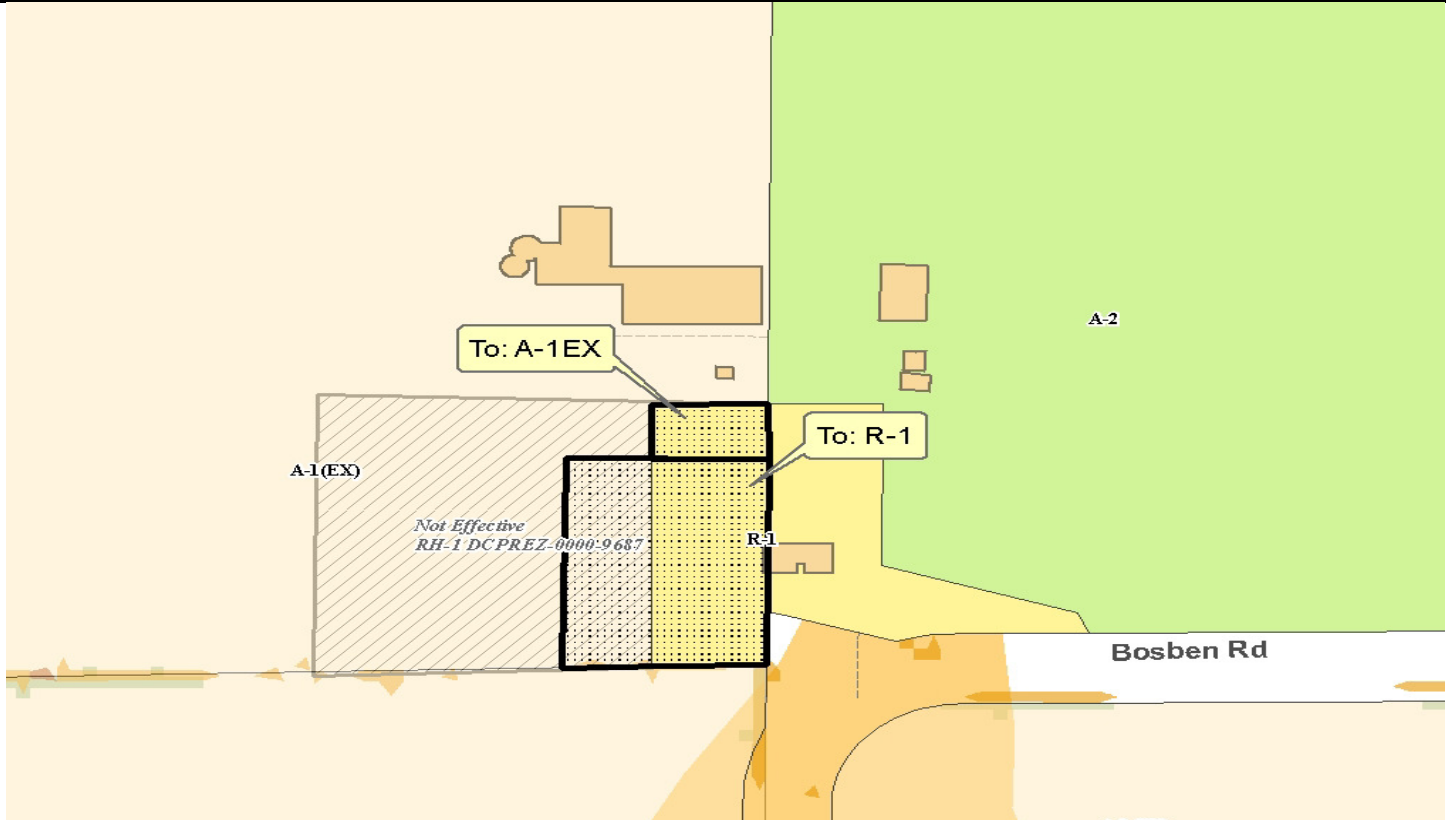 A-2
To: A-1EX
To: R-1
A-1(EX)
Not Effective
RH-1 DCPREZ-0000-9687
R-1
Bosben Rd